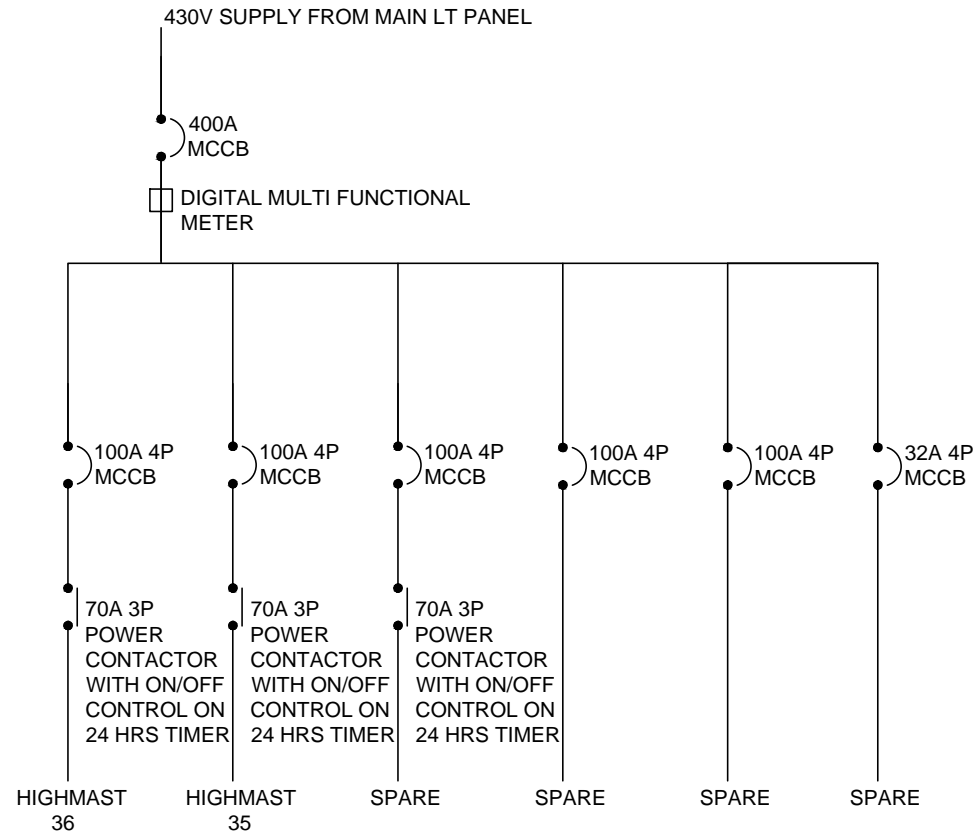 430V SUPPLY FROM MAIN LT PANEL
400A
MCCB
DIGITAL MULTI FUNCTIONAL
METER
100A 4P
MCCB
100A 4P
MCCB
100A 4P
MCCB
100A 4P
MCCB
100A 4P
MCCB
32A 4P
MCCB
70A 3P
POWER
CONTACTOR
WITH ON/OFF
CONTROL ON
24 HRS TIMER
70A 3P
POWER
CONTACTOR
WITH ON/OFF
CONTROL ON
24 HRS TIMER
70A 3P
POWER
CONTACTOR
WITH ON/OFF
CONTROL ON
24 HRS TIMER
HIGHMAST
36
HIGHMAST
35
SPARE
SPARE
SPARE
SPARE